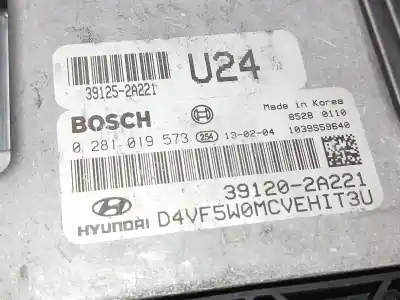 U24
39125-2A221
BOSCH
Made in Korea
8528 0110
0 281 019 573 254 13-02-04 1039S59640
39120-2A221
HYUNDAI D4VF5W0MCVEHIT3U